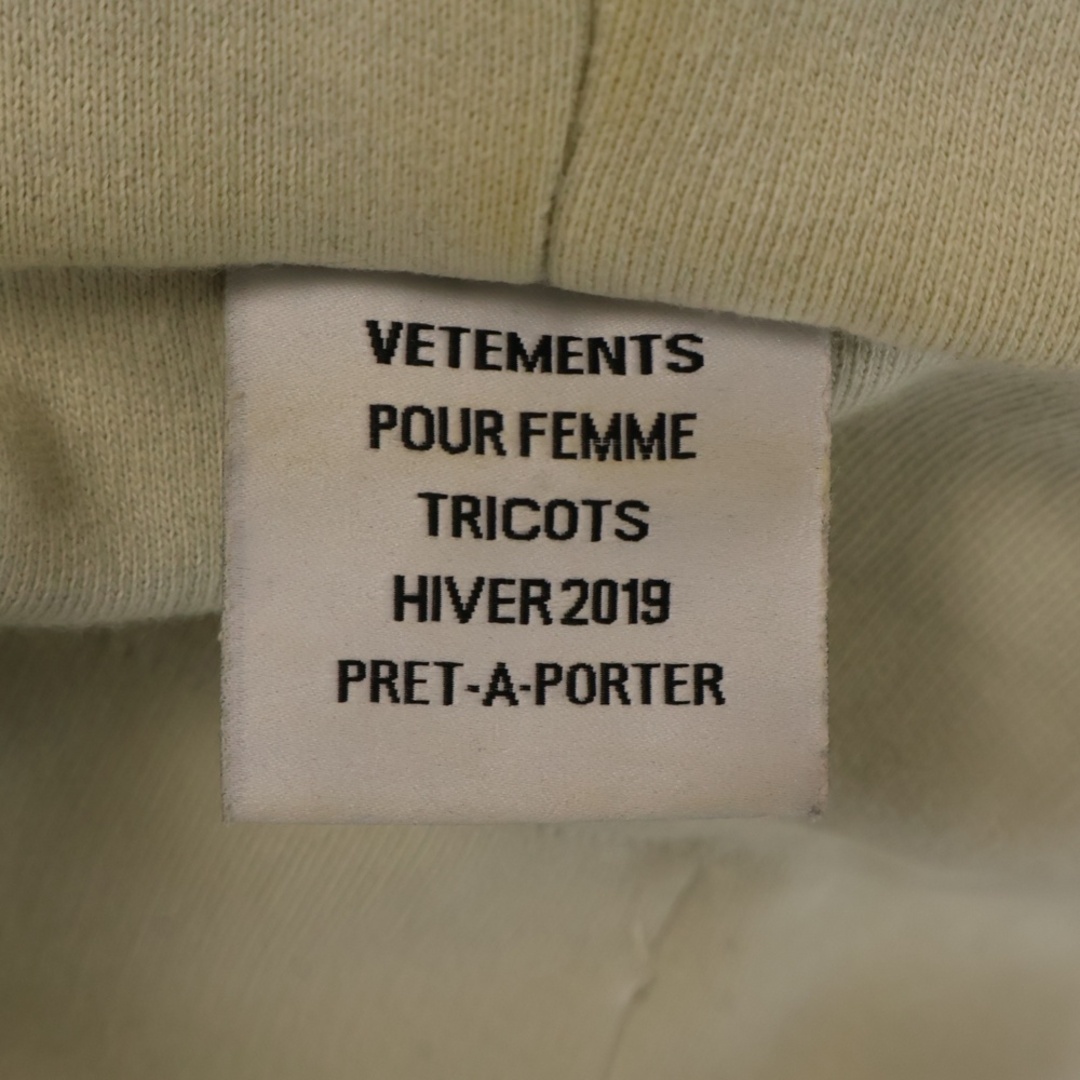 VETEMENTS
POUR FEMME
TRICOTS
HIVER 2019
PRET-A-PORTER